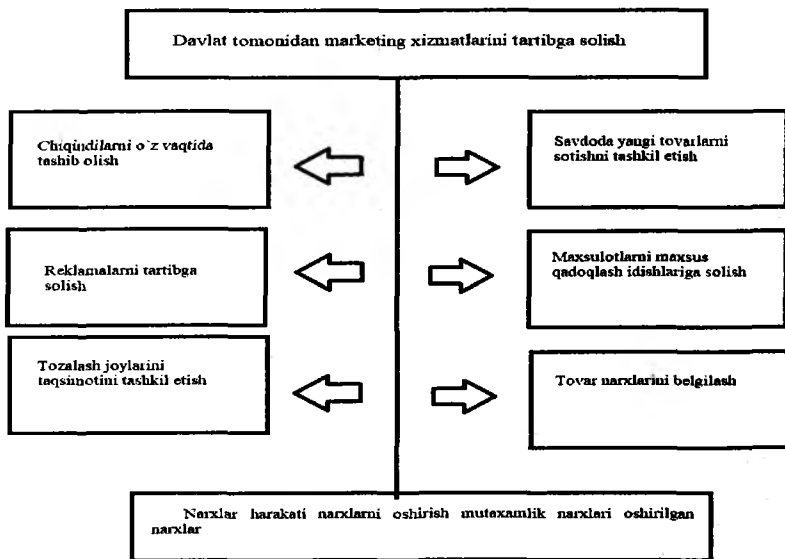 Davlat tomonidan marketing xizmatlarini tartibga solish
Chiqindilarni o`z vaqtida
tashib olish
Savdoda yangi tovarlarni
sotishni tashkil etish
Reklamalarni tartibga
solish
Maxsulotlarni maxsus
qadoqlash idishlariga solish
Tozalash joylarini
taqsimotini tashkil etish
Tovar narxlarini belgilash
Narxlar harakati narxlarni oshirish mutaxamlik narxlari oshirilgan
narxlar